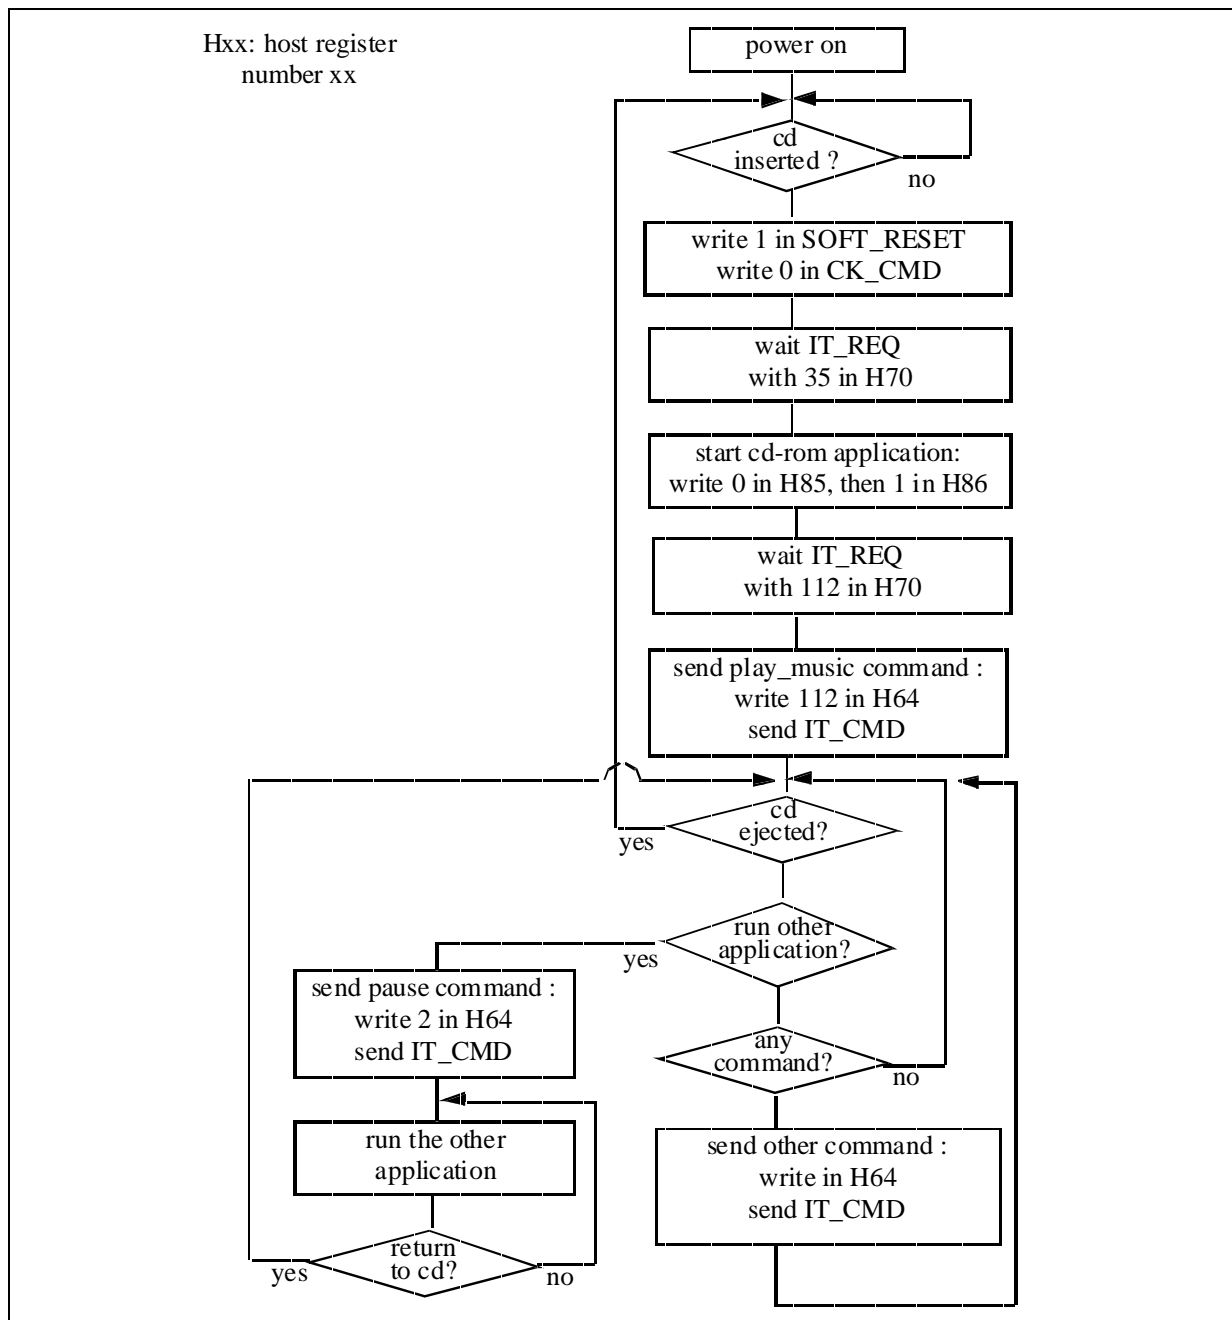 Hxx: host register
number xx
power on
cd
inserted ?
no
write 1 in SOFT_RESET
write 0 in CK_CMD
wait IT_REQ
with 35 in H70
start cd-rom application:
write 0 in H85, then 1 in H86
wait IT_REQ
with 112 in H70
send play_music command :
write 112 in H64
send IT_CMD
cd
ejected?
yes
run other
application?
yes
send pause command :
write 2 in H64
send IT_CMD
any
command?
no
run the other
application
send other command :
write in H64
send IT_CMD
return
to cd?
yes
no